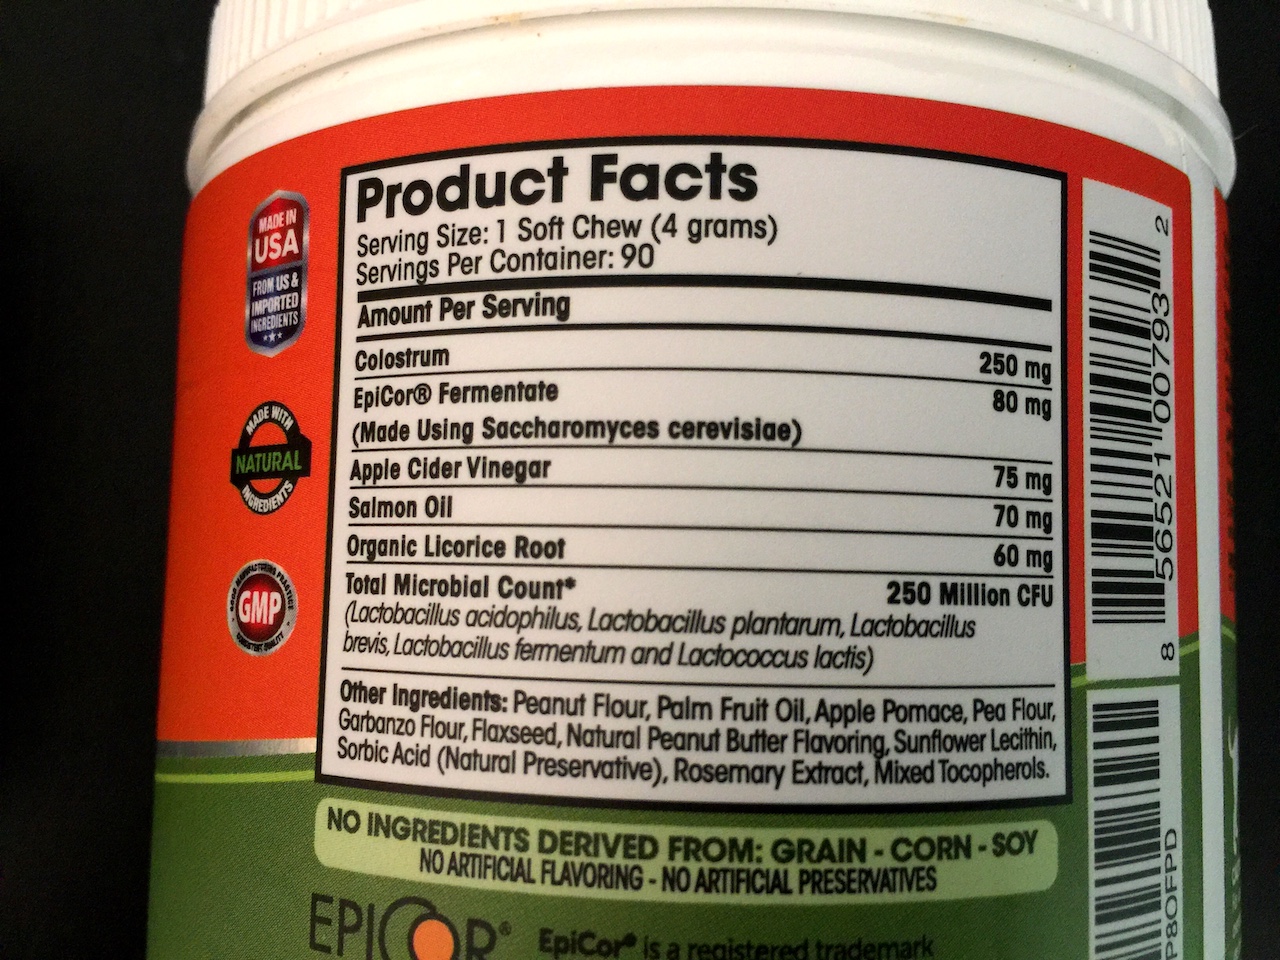 Product Facts
Serving Size: 1 Soft Chew (4 grams)
Servings Per Container: 90
Amount Per Serving
Colostrum 250 mg
EpiCor® Fermentate 80 mg
(Made Using Saccharomyces cerevisiae)
Apple Cider Vinegar 75 mg
Salmon Oil 70 mg
Organic Licorice Root 60 mg
Total Microbial Count* 250 Million CFU
(Lactobacillus acidophilus, Lactobacillus plantarum, Lactobacillus
brevis, Lactobacillus fermentum and Lactococcus lactis)
Other Ingredients: Peanut Flour, Palm Fruit Oil, Apple Pomace, Pea Flour,
Garbanzo Flour, Flaxseed, Natural Peanut Butter Flavoring, Sunflower Lecithin,
Sorbic Acid (Natural Preservative), Rosemary Extract, Mixed Tocopherols.
NO INGREDIENTS DERIVED FROM: GRAIN - CORN - SOY
NO ARTIFICIAL FLAVORING - NO ARTIFICIAL PRESERVATIVES
EPICOR®
EpiCor® is a registered trademark
MADE IN
USA
FROM US &
IMPORTED
INGREDIENTS
MADE WITH
NATURAL
INGREDIENTS
GOOD MANUFACTURING PRACTICE
GMP
8 56521 00793 2
P8OFPD